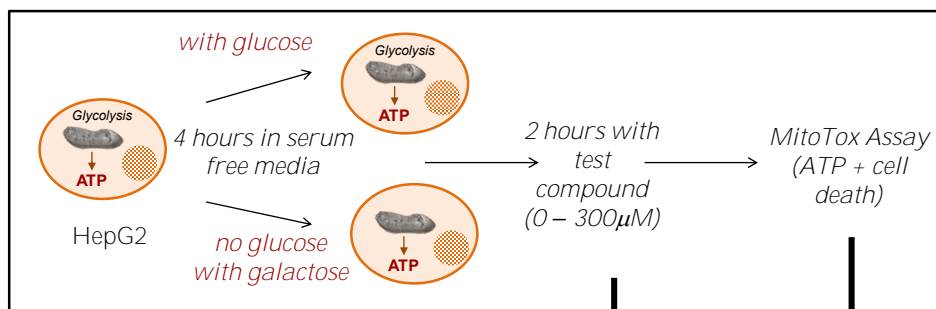 with glucose
Glycolysis
ATP
Glycolysis
ATP
HepG2
4 hours in serum
free media
no glucose
with galactose
ATP
2 hours with
test
compound
(0 – 300µM)
MitoTox Assay
(ATP + cell
death)